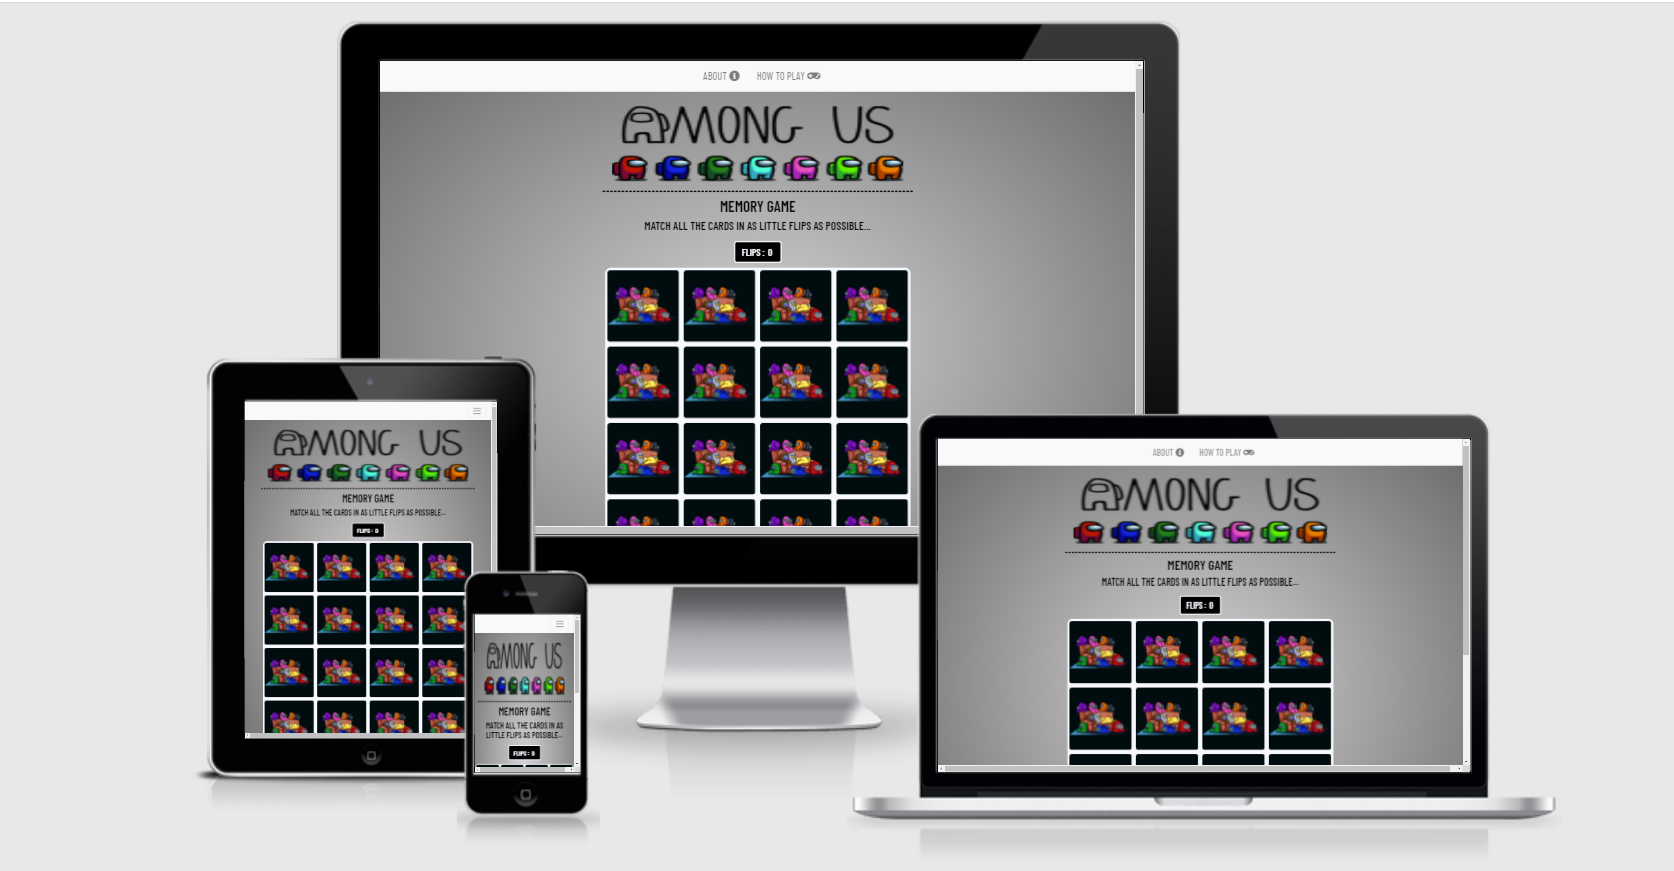 ABOUT HOW TO PLAY
AMONG US
MEMORY GAME
MATCH ALL THE CARDS IN AS LITTLE FLIPS AS POSSIBLE...
FLIPS: 0
AMONG US
MEMORY GAME
MATCH ALL THE CARDS IN AS LITTLE FLIPS AS POSSIBLE...
FLIPS: 0
AMONG US
MEMORY GAME
MATCH ALL THE CARDS IN AS
LITTLE FLIPS AS POSSIBLE...
FLIPS: 0
ABOUT HOW TO PLAY
AMONG US
MEMORY GAME
MATCH ALL THE CARDS IN AS LITTLE FLIPS AS POSSIBLE...
FLIPS: 0